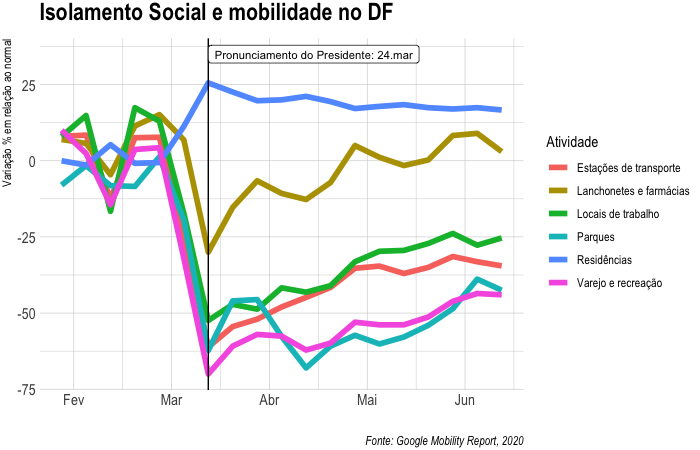 Isolamento Social e mobilidade no DF
Variação % em relação ao normal
Pronunciamento do Presidente: 24.mar
25
0
-25
-50
-75
Fev
Mar
Abr
Mai
Jun
Atividade
Estações de transporte
Lanchonetes e farmácias
Locais de trabalho
Parques
Residências
Varejo e recreação
Fonte: Google Mobility Report, 2020